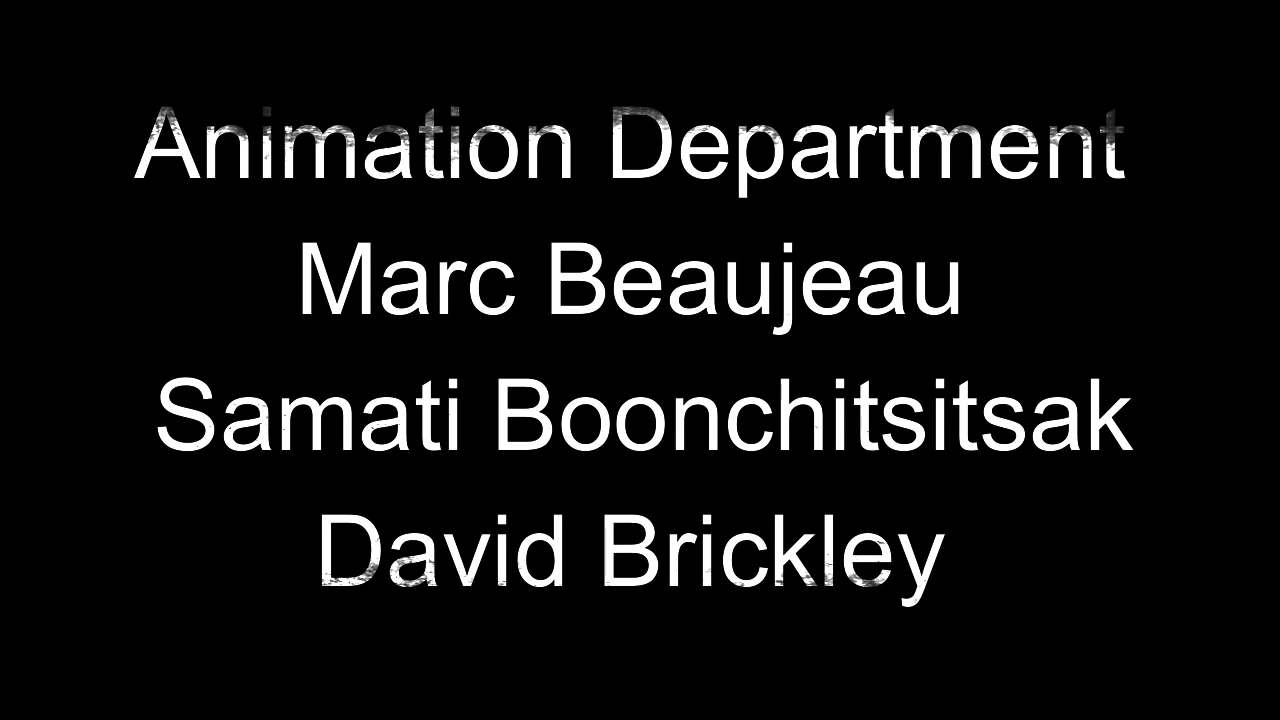 Animation Department
Marc Beaujeau
Samati Boonchitsitsak
David Brickley